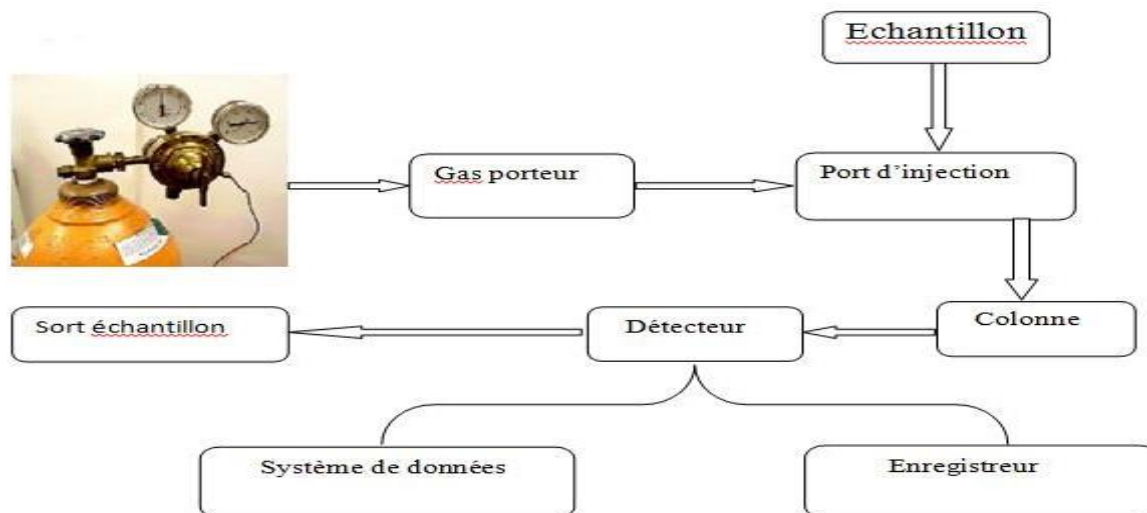 Echantillon
Gas porteur
Port d'injection
Sort échantillon
Détecteur
Colonne
Système de données
Enregistreur